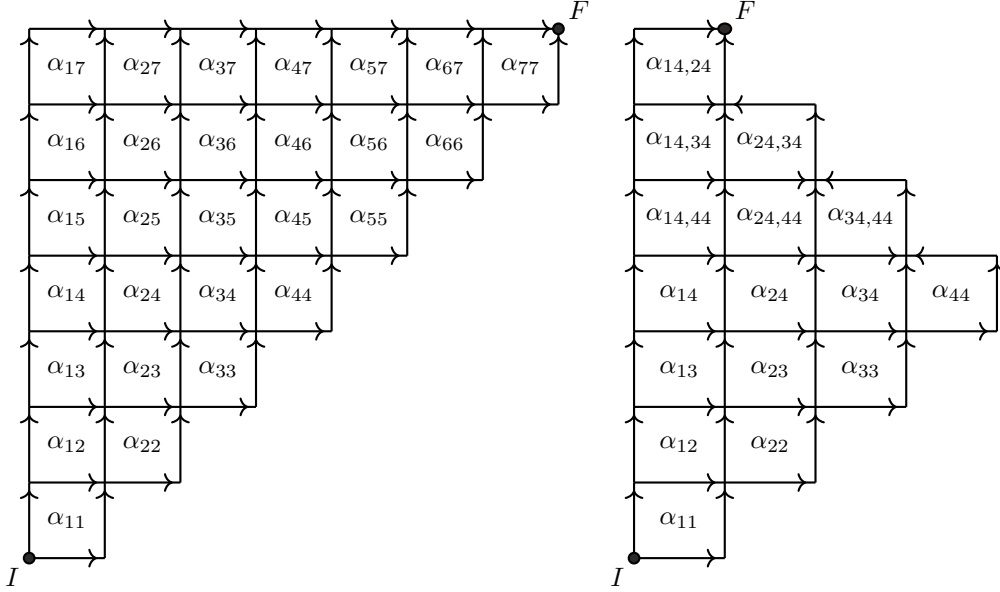 F F
α17 α27 α37 α47 α57 α67 α77 α14,24
α16 α26 α36 α46 α56 α66 α14,34 α24,34
α15 α25 α35 α45 α55 α14,44 α24,44 α34,44
α14 α24 α34 α44 α14 α24 α34 α44
α13 α23 α33 α13 α23 α33
α12 α22 α12 α22
α11 α11
I I